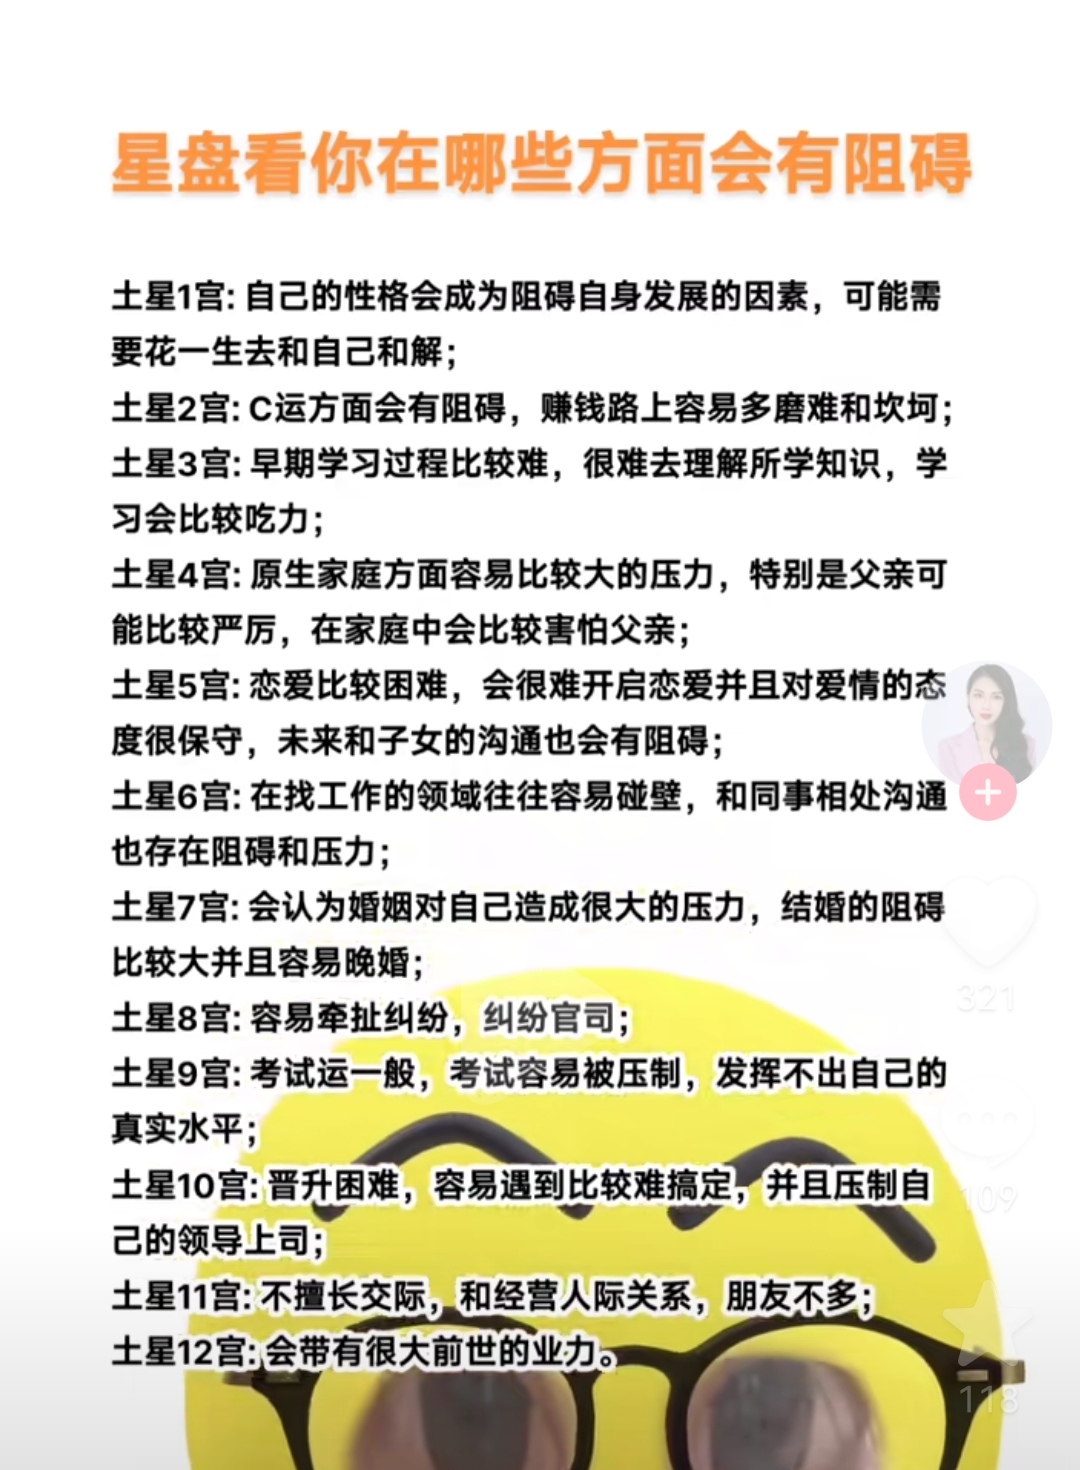 星盘看你在哪些方面会有阻碍
土星1宫: 自己的性格会成为阻碍自身发展的因素，可能需
要花一生去和自己和解；
土星2宫: C运方面会有阻碍，赚钱路上容易多磨难和坎坷；
土星3宫: 早期学习过程比较难，很难去理解所学知识，学
习会比较吃力；
土星4宫: 原生家庭方面容易比较大的压力，特别是父亲可
能比较严厉，在家庭中会比较害怕父亲；
土星5宫: 恋爱比较困难，会很难开启恋爱并且对爱情的态
度很保守，未来和子女的沟通也会有阻碍；
土星6宫: 在找工作的领域往往容易碰壁，和同事相处沟通
也存在阻碍和压力；
土星7宫: 会认为婚姻对自己造成很大的压力，结婚的阻碍
比较大并且容易晚婚；
321
土星8宫: 容易牵扯纠纷，纠纷官司；
土星9宫: 考试运一般，考试容易被压制，发挥不出自己的
真实水平；
土星10宫: 晋升困难，容易遇到比较难搞定，并且压制自
109
己的领导上司；
土星11宫: 不擅长交际，和经营人际关系，朋友不多；
土星12宫: 会带有很大前世的业力。
118